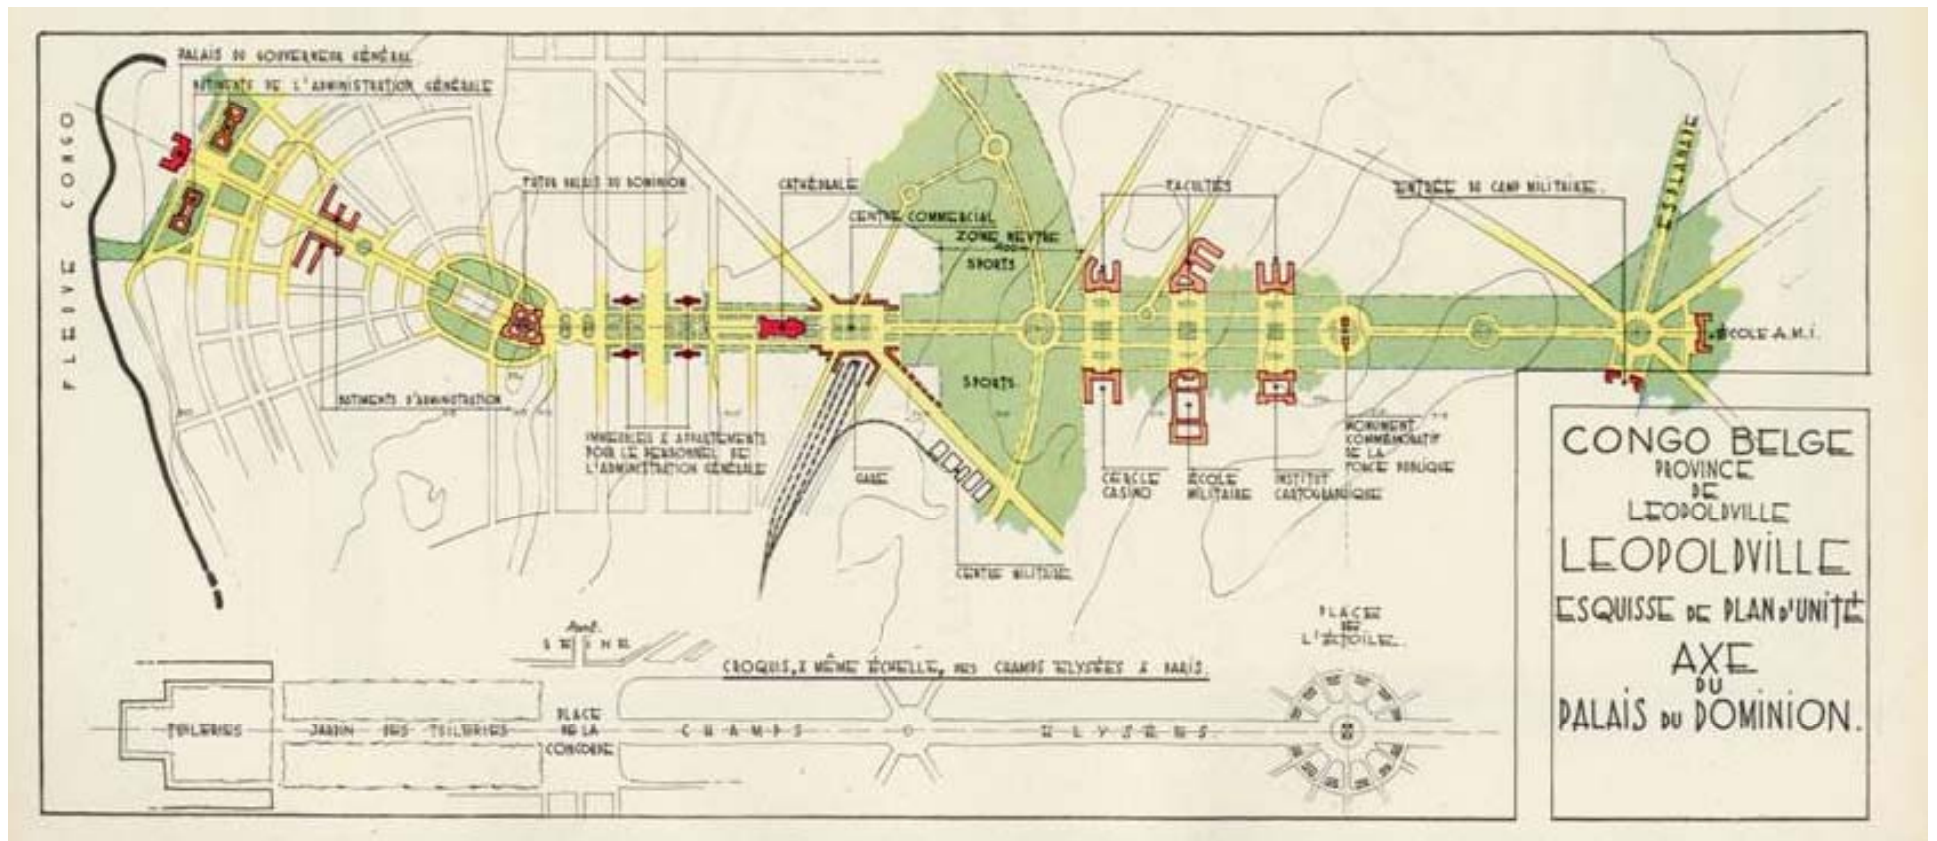 PALAIS DU GOUVERNEUR GÉNÉRAL
BATIMENTS DE L'ADMINISTRATION GÉNÉRALE
FLEUVE CONGO
FUTUR PALAIS DU DOMINION
CATHÉDRALE
CENTRE COMMERCIAL
ZONE NEUTRE
SPORTS
FACULTÉS
ENTRÉE DU CAMP MILITAIRE.
ESPLANADE
ÉCOLE A.M.I.
SPORTS
BATIMENTS D'ADMINISTRATION
IMMEUBLES À APPARTEMENTS
POUR LE PERSONNEL DE
L'ADMINISTRATION GÉNÉRALE
GARE
CERCLE
CASINO
ÉCOLE
MILITAIRE
INSTITUT
CARTOGRAPHIQUE
MONUMENT
COMMÉMORATIF
DE LA
FORCE PUBLIQUE
CENTRE MILITAIRE
CONGO BELGE
PROVINCE
DE
LEOPOLDVILLE
LEOPOLDVILLE
ESQUISSE DE PLAN D'UNITÉ
AXE
DU
PALAIS DU DOMINION.
CROQUIS, À MÊME ÉCHELLE, DES CHAMPS ELYSÉES À PARIS.
SEINE
PLACE
DE
L'ÉTOILE.
TUILERIES
JARDIN DES TUILERIES
PLACE
DE LA
CONCORDE
CHAMPS
ELYSÉES